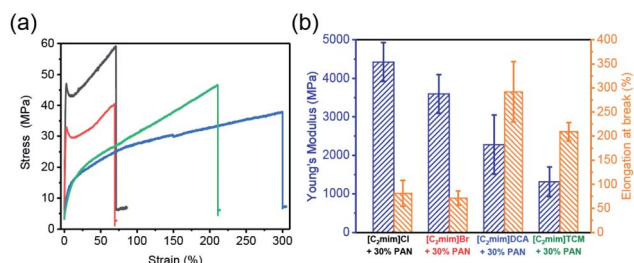 (a)
60
50
40
30
20
10
0
Stress (MPa)
0 50 100 150 200 250 300
Strain (%)
(b)
5000
4000
3000
2000
1000
0
Young's Modulus (MPa)
400
350
300
250
200
150
100
50
0
Elongation at break (%)
[C₂mim]Cl [C₂mim]Br [C₂mim]DCA [C₂mim]TCM
+ 30% PAN + 30% PAN + 30% PAN + 30% PAN